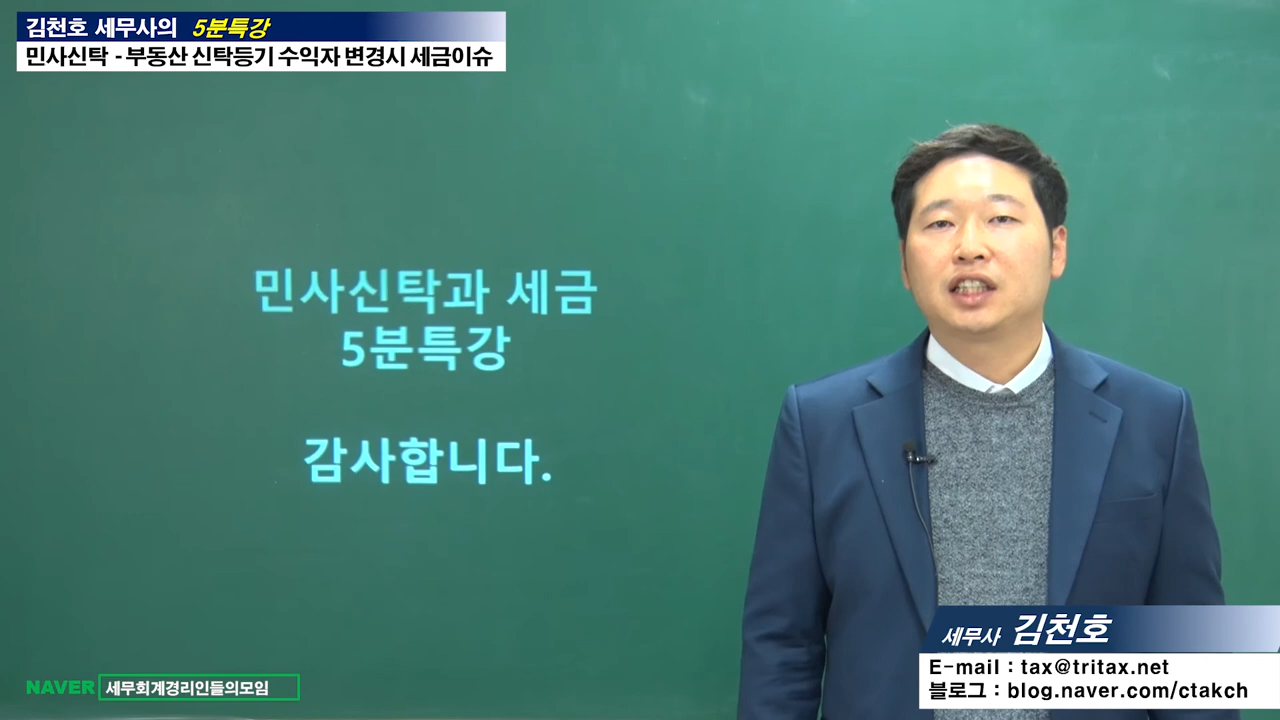 김천호 세무사의 5분특강
민사신탁 - 부동산 신탁등기 수익자 변경시 세금이슈
민사신탁과 세금
5분특강
감사합니다.
세무사 김천호
E-mail : tax@tritax.net
블로그 : blog.naver.com/ctakch
NAVER 세무회계경리인들의모임